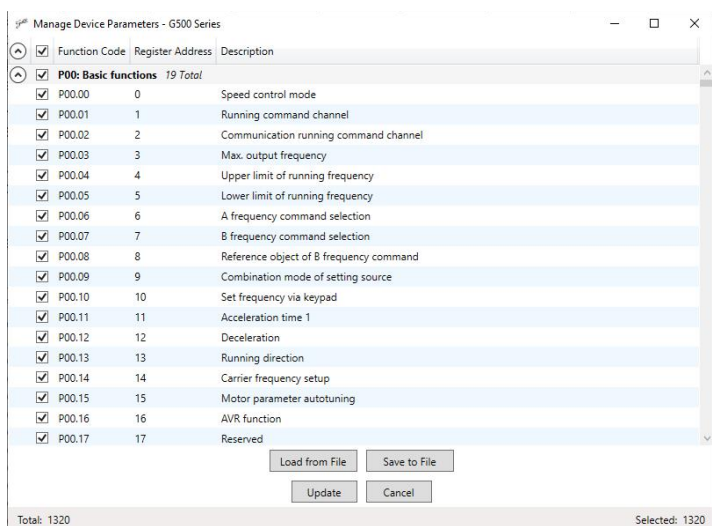 Manage Device Parameters - G500 Series
Function Code Register Address Description
P00: Basic functions 19 Total
P00.00 0 Speed control mode
P00.01 1 Running command channel
P00.02 2 Communication running command channel
P00.03 3 Max. output frequency
P00.04 4 Upper limit of running frequency
P00.05 5 Lower limit of running frequency
P00.06 6 A frequency command selection
P00.07 7 B frequency command selection
P00.08 8 Reference object of B frequency command
P00.09 9 Combination mode of setting source
P00.10 10 Set frequency via keypad
P00.11 11 Acceleration time 1
P00.12 12 Deceleration
P00.13 13 Running direction
P00.14 14 Carrier frequency setup
P00.15 15 Motor parameter autotuning
P00.16 16 AVR function
P00.17 17 Reserved
Load from File Save to File
Update Cancel
Total: 1320 Selected: 1320